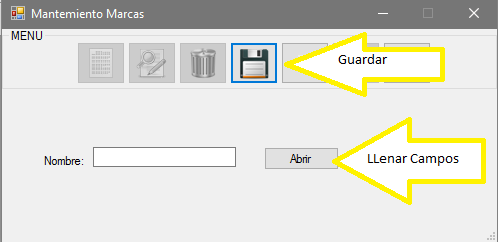 Mantemiento Marcas
MENU
Guardar
Nombre:
Abrir
LLenar Campos